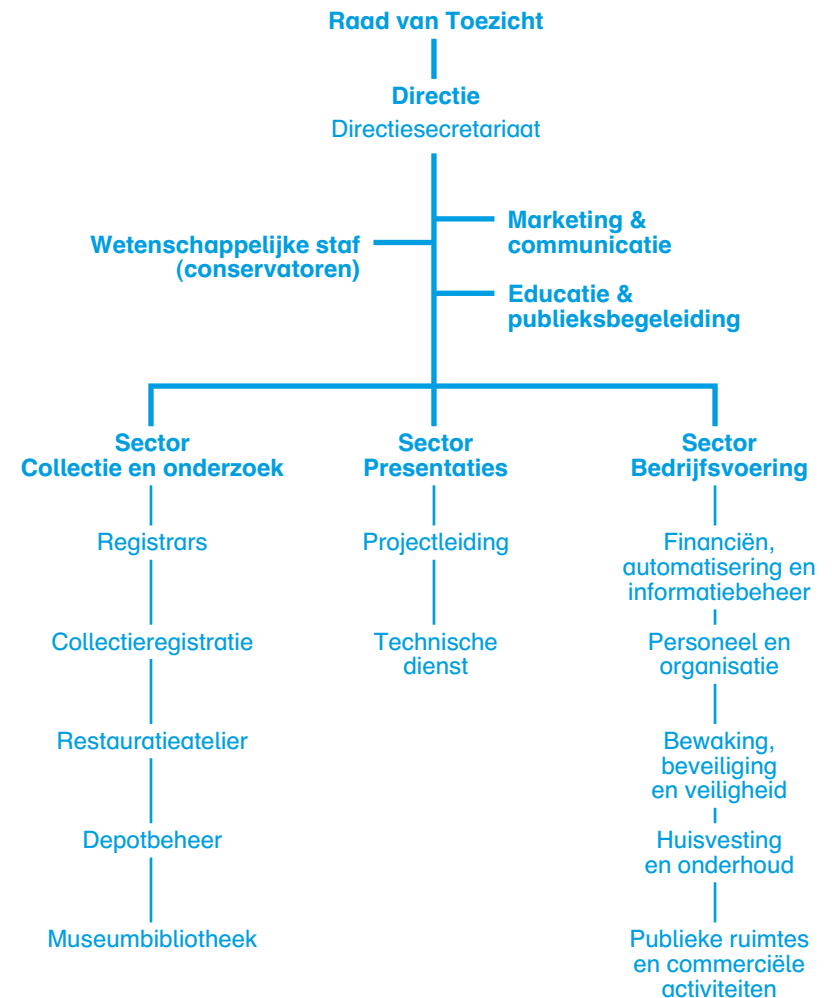 Raad van Toezicht
Directie
Directiesecretariaat
Marketing &
communicatie
Wetenschappelijke staf
(conservatoren)
Educatie &
publieksbegeleiding
Sector
Collectie en onderzoek
Registrars
Collectieregistratie
Restauratieatelier
Depotbeheer
Museumbibliotheek
Sector
Presentaties
Projectleiding
Technische
dienst
Sector
Bedrijfsvoering
Financiën,
automatisering en
informatiebeheer
Personeel en
organisatie
Bewaking,
beveiliging
en veiligheid
Huisvesting
en onderhoud
Publieke ruimtes
en commerciële
activiteiten